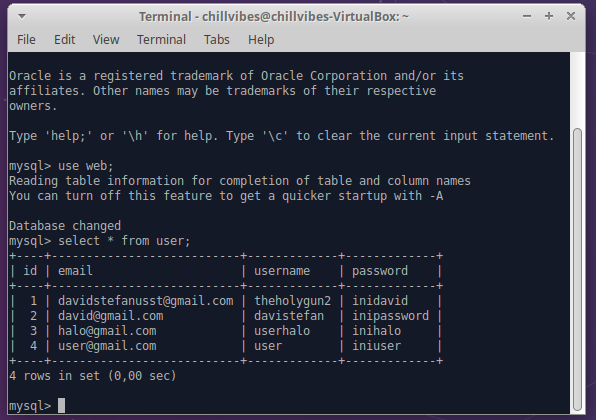 Terminal - chillvibes@chillvibes-VirtualBox: ~
File Edit View Terminal Tabs Help
Oracle is a registered trademark of Oracle Corporation and/or its
affiliates. Other names may be trademarks of their respective
owners.
Type 'help;' or '\h' for help. Type '\c' to clear the current input statement.
mysql> use web;
Reading table information for completion of table and column names
You can turn off this feature to get a quicker startup with -A
Database changed
mysql> select * from user;
+----+--------------------------+------------+-------------+
| id | email | username | password |
+----+--------------------------+------------+-------------+
| 1 | davidstefanusst@gmail.com | theholygun2 | inidavid |
| 2 | david@gmail.com | davistefan | inipassword |
| 3 | halo@gmail.com | userhalo | inihalo |
| 4 | user@gmail.com | user | iniuser |
+----+--------------------------+------------+-------------+
4 rows in set (0,00 sec)
mysql>